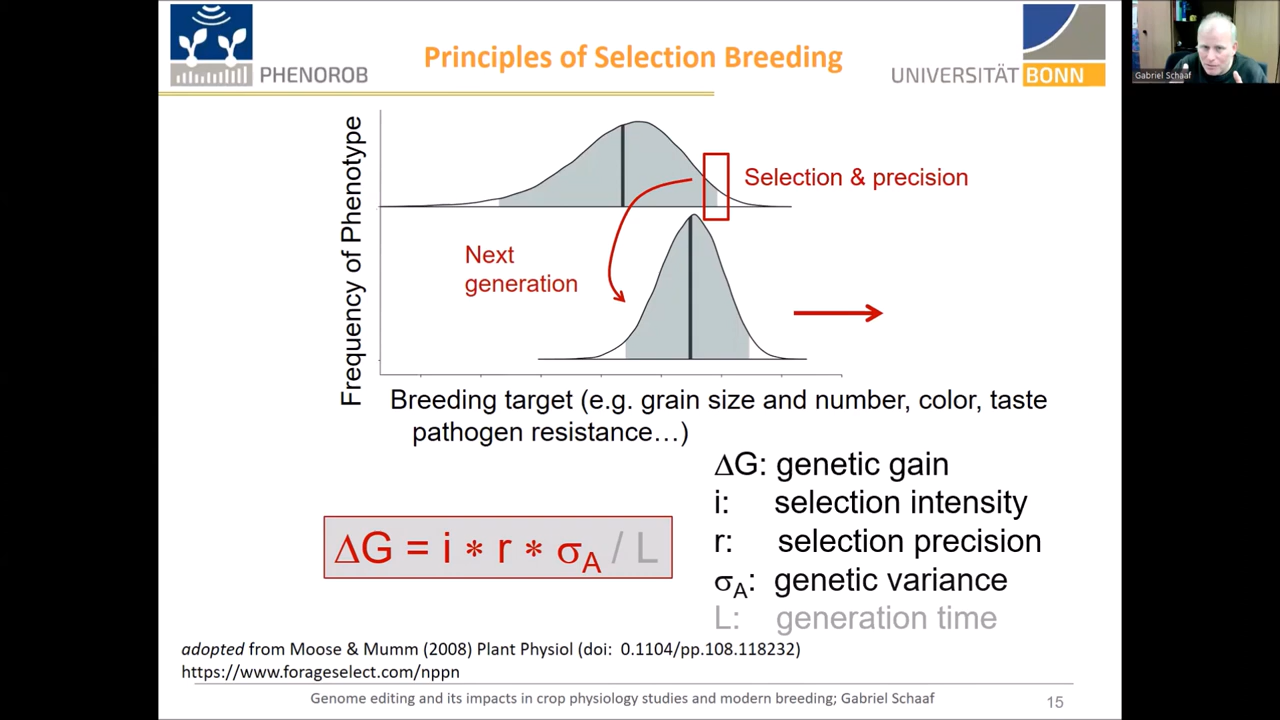 Principles of Selection Breeding
PHENOROB
UNIVERSITÄT BONN
Gabriel Schaaf
Frequency of Phenotype
Selection & precision
Next
generation
Breeding target (e.g. grain size and number, color, taste
pathogen resistance…)
ΔG: genetic gain
i: selection intensity
r: selection precision
σA: genetic variance
L: generation time
ΔG = i * r * σA / L
adopted from Moose & Mumm (2008) Plant Physiol (doi: 0.1104/pp.108.118232)
https://www.forageselect.com/nppn
Genome editing and its impacts in crop physiology studies and modern breeding; Gabriel Schaaf
15